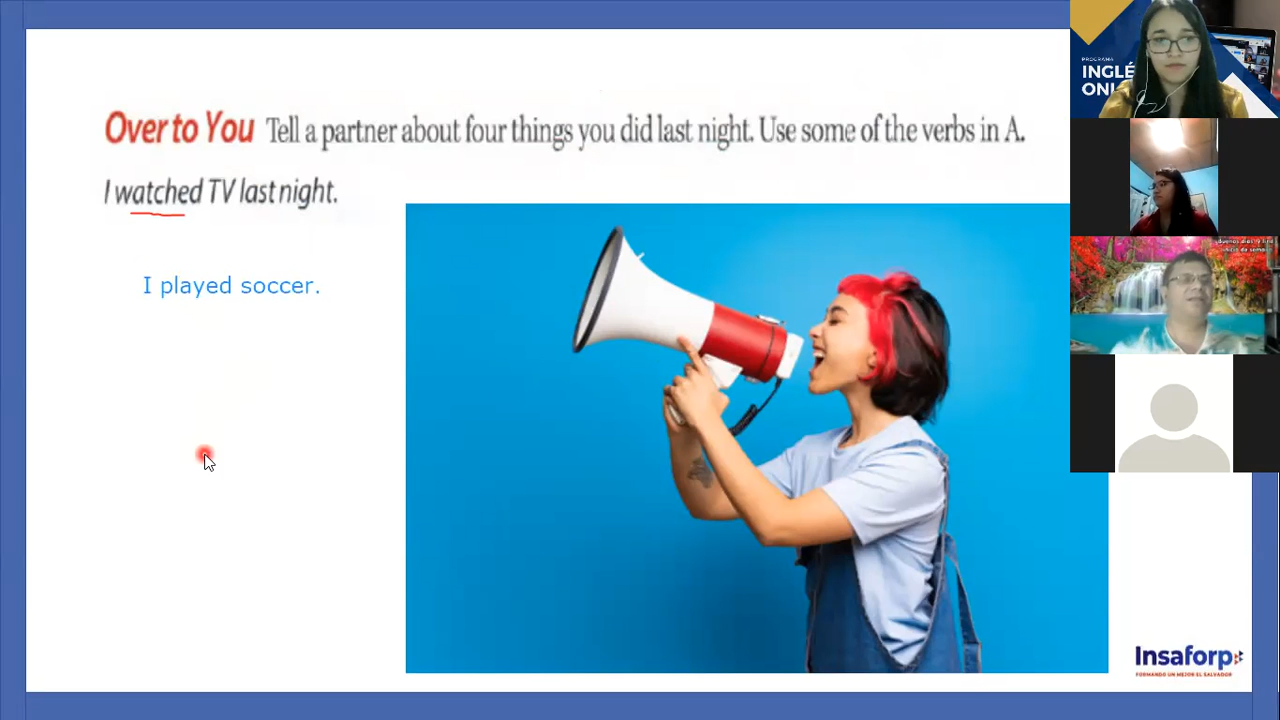 Over to You Tell a partner about four things you did last night. Use some of the verbs in A.
I watched TV last night.
I played soccer.
PROGRAMA
INGLÉ
ONL
Insaforp
FORMANDO UN MEJOR EL SALVADOR